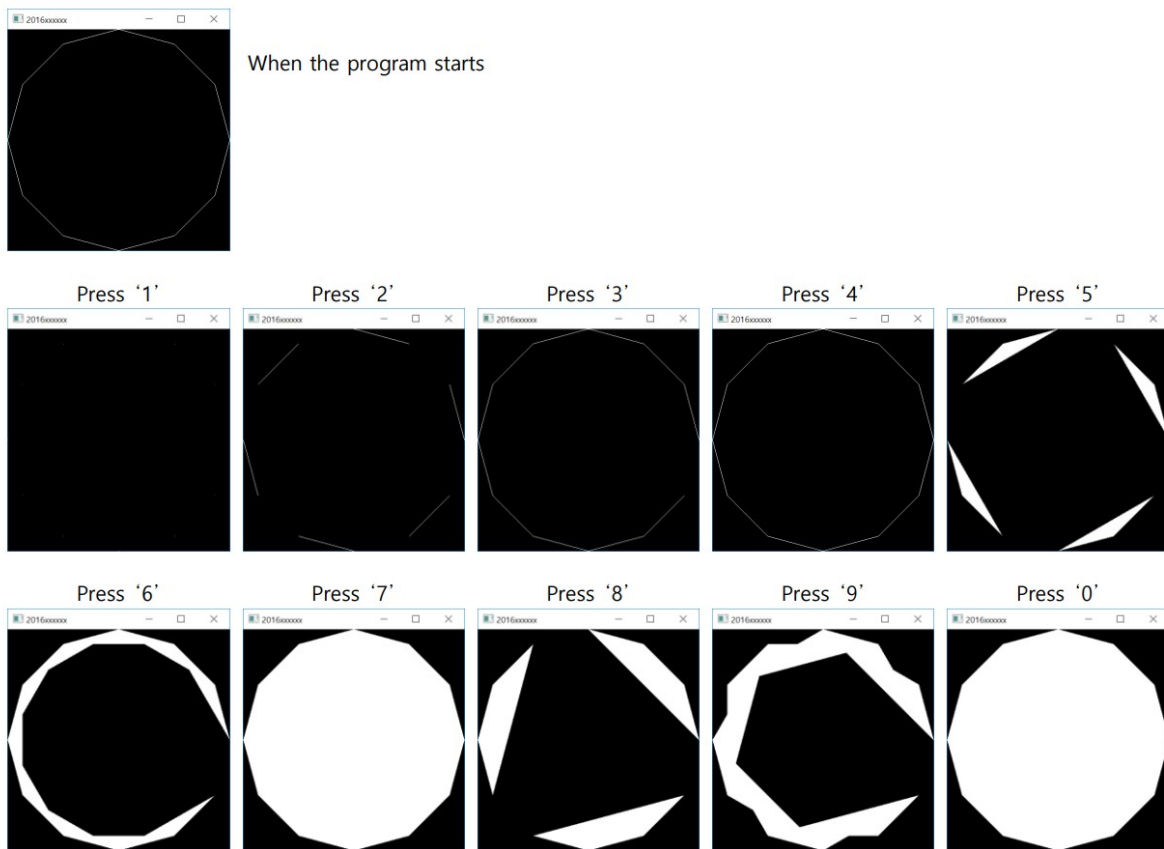 2016xxxxxx
When the program starts
Press ‘1’ Press ‘2’ Press ‘3’ Press ‘4’ Press ‘5’
2016xxxxxx 2016xxxxxx 2016xxxxxx 2016xxxxxx 2016xxxxxx
Press ‘6’ Press ‘7’ Press ‘8’ Press ‘9’ Press ‘0’
2016xxxxxx 2016xxxxxx 2016xxxxxx 2016xxxxxx 2016xxxxxx